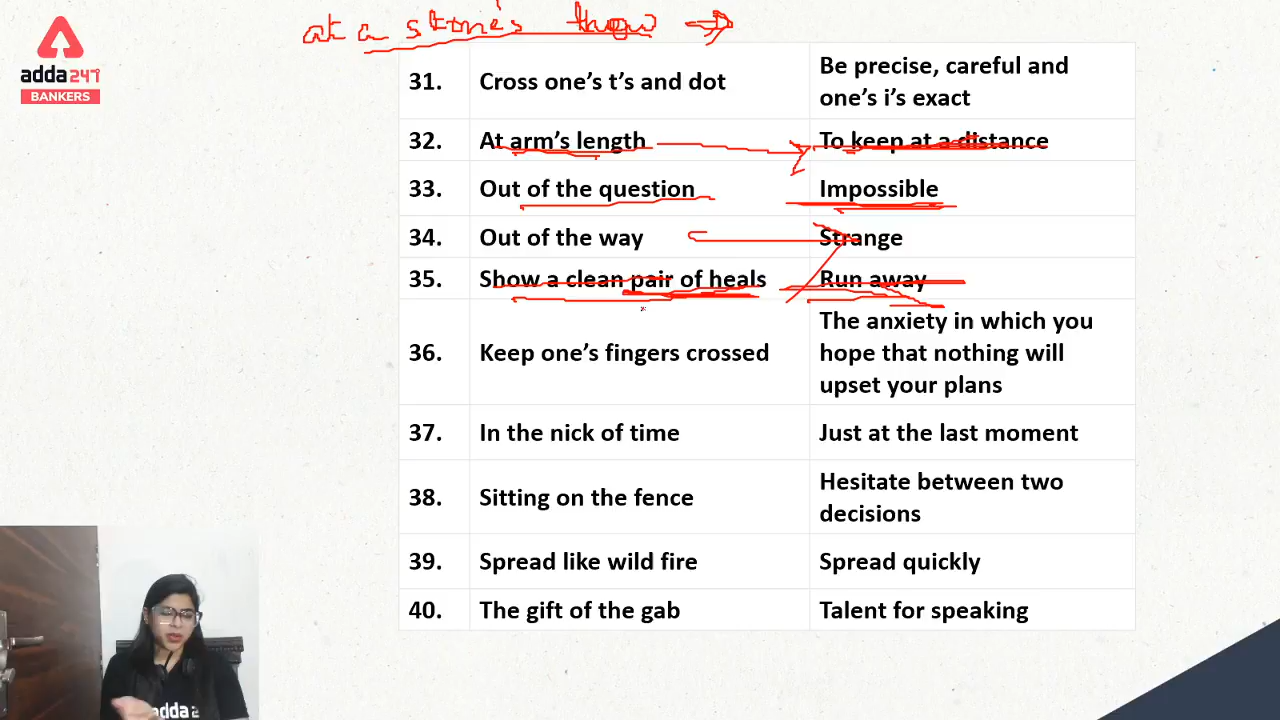 at a stone's throw →
adda247
BANKERS
31. Cross one's t's and dot Be precise, careful and
one's i's exact
32. At arm's length To keep at a distance
33. Out of the question Impossible
34. Out of the way Strange
35. Show a clean pair of heals Run away
36. Keep one's fingers crossed The anxiety in which you
hope that nothing will
upset your plans
37. In the nick of time Just at the last moment
38. Sitting on the fence Hesitate between two
decisions
39. Spread like wild fire Spread quickly
40. The gift of the gab Talent for speaking
adda2